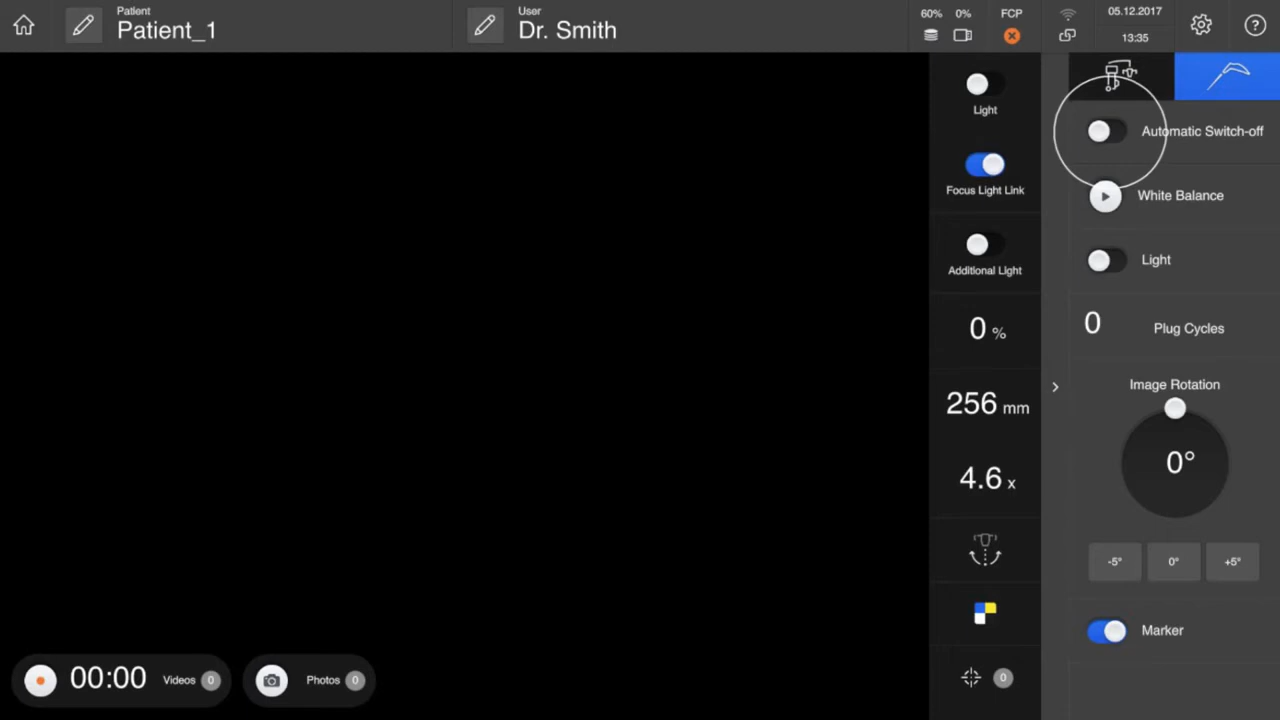 Patient
Patient_1
User
Dr. Smith
60%
0%
FCP
05.12.2017
13:35
?
Light
Focus Light Link
Additional Light
0 %
256 mm
4.6 x
0
Automatic Switch-off
White Balance
Light
0 Plug Cycles
Image Rotation
0°
-5°
0°
+5°
Marker
00:00
Videos 0
Photos 0